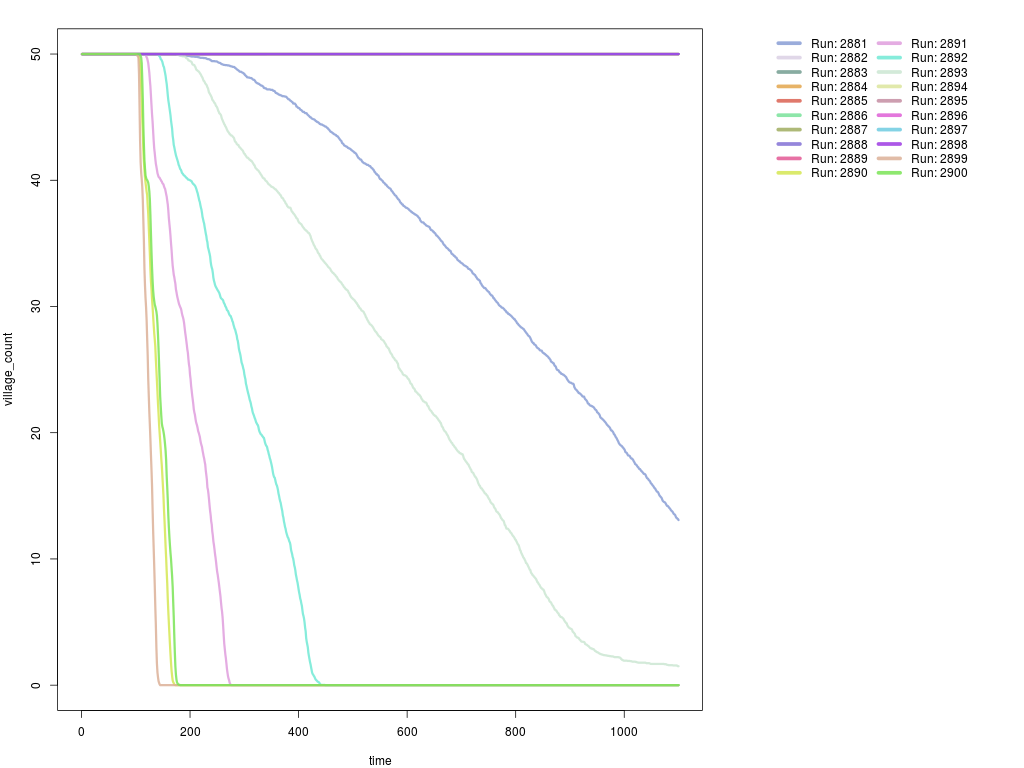 village_count
50
40
30
20
10
0
0 200 400 600 800 1000
time
Run: 2881 Run: 2891
Run: 2882 Run: 2892
Run: 2883 Run: 2893
Run: 2884 Run: 2894
Run: 2885 Run: 2895
Run: 2886 Run: 2896
Run: 2887 Run: 2897
Run: 2888 Run: 2898
Run: 2889 Run: 2899
Run: 2890 Run: 2900